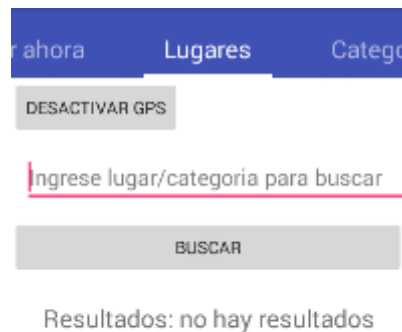 r ahora Lugares Catego
DESACTIVAR GPS
Ingrese lugar/categoria para buscar
BUSCAR
Resultados: no hay resultados